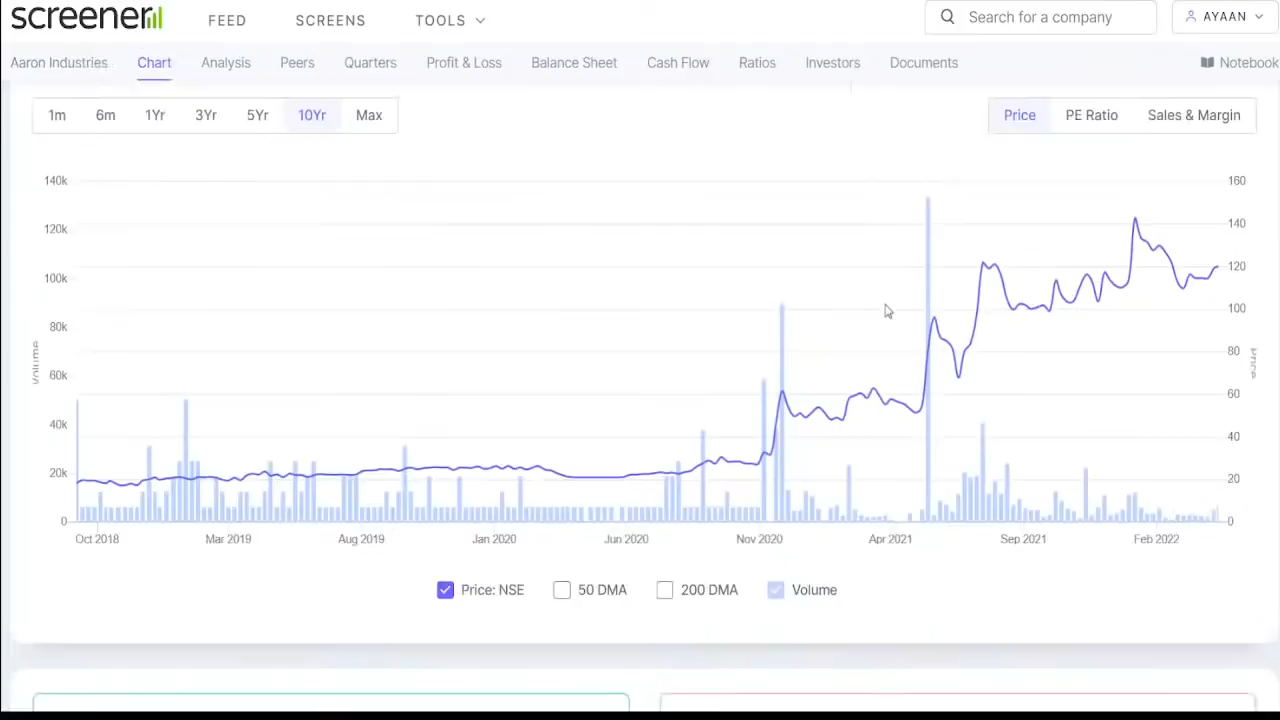 screener
FEED SCREENS TOOLS
Search for a company
AYAAN
Aaron Industries Chart Analysis Peers Quarters Profit & Loss Balance Sheet Cash Flow Ratios Investors Documents Notebook
1m 6m 1Yr 3Yr 5Yr 10Yr Max
Price PE Ratio Sales & Margin
140k
120k
100k
80k
60k
40k
20k
0
Volume
160
140
120
100
80
60
40
20
0
Price
Oct 2018 Mar 2019 Aug 2019 Jan 2020 Jun 2020 Nov 2020 Apr 2021 Sep 2021 Feb 2022
Price: NSE 50 DMA 200 DMA Volume